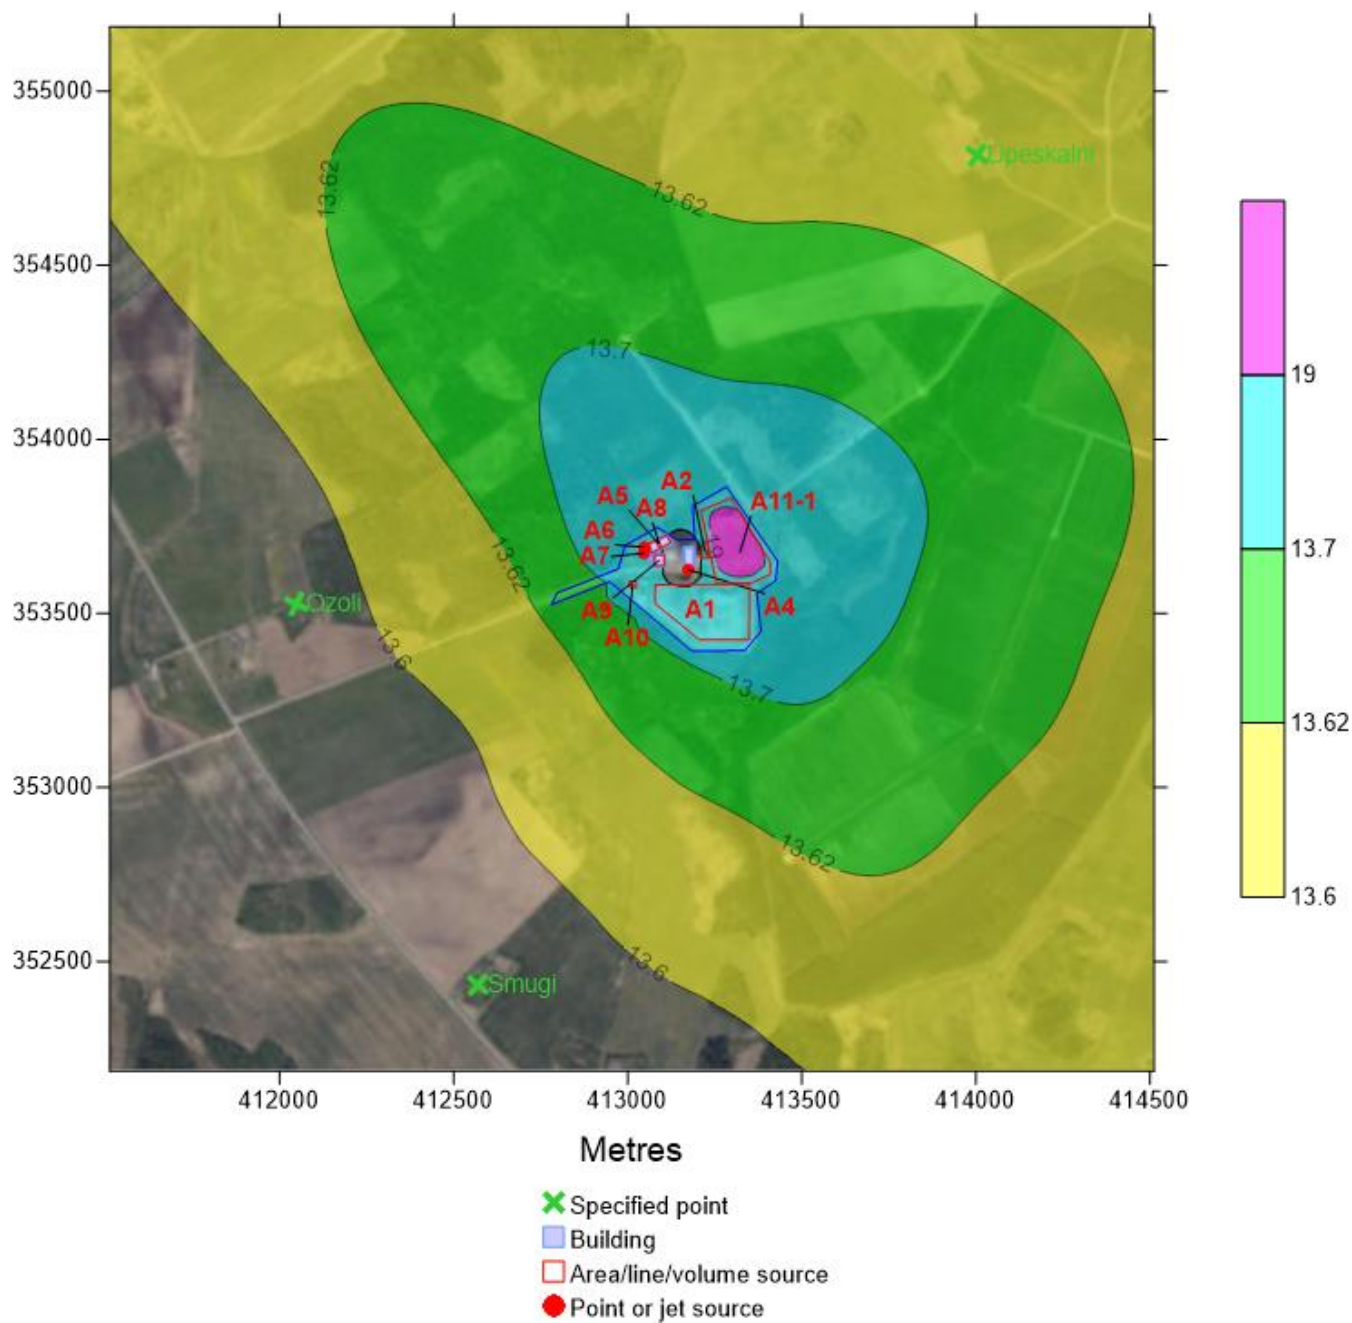 355000
354500
354000
353500
353000
352500
412000
412500
413000
413500
414000
414500
Metres
Upeskalni
Ozoli
Smugi
13.62
13.62
13.7
13.62
13.6
13.7
13.62
13.6
19
A2
A5
A8
A11-1
A6
A7
A9
A1
A4
A10
19
13.7
13.62
13.6
Specified point
Building
Area/line/volume source
Point or jet source